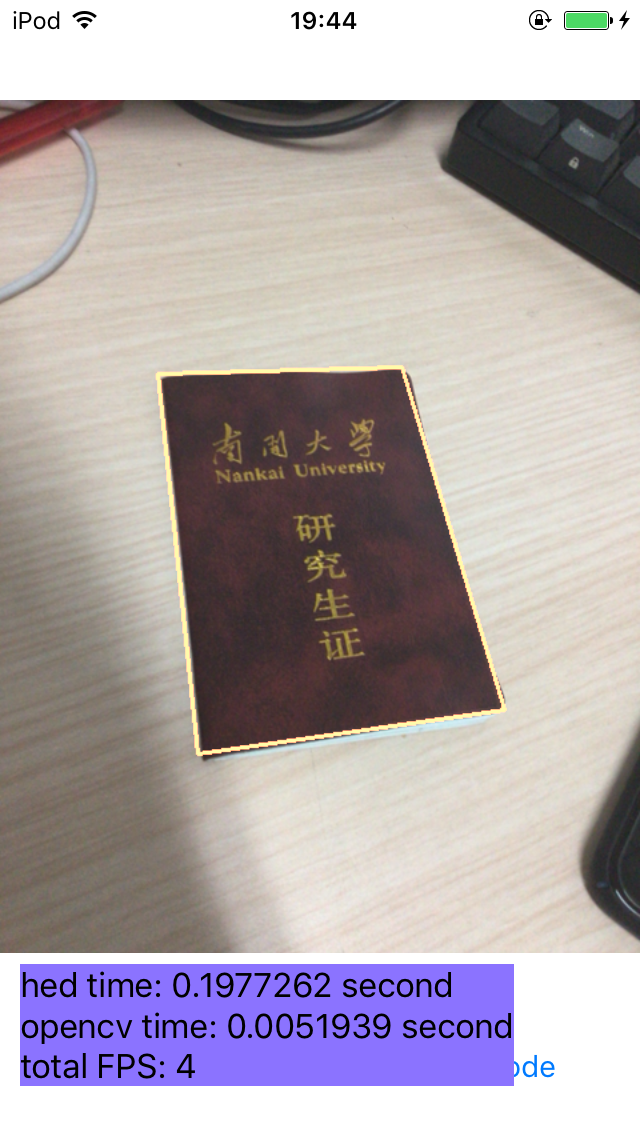 iPod 19:44
南開大學
Nankai University
研
究
生
证
hed time: 0.1977262 second
opencv time: 0.0051939 second
total FPS: 4